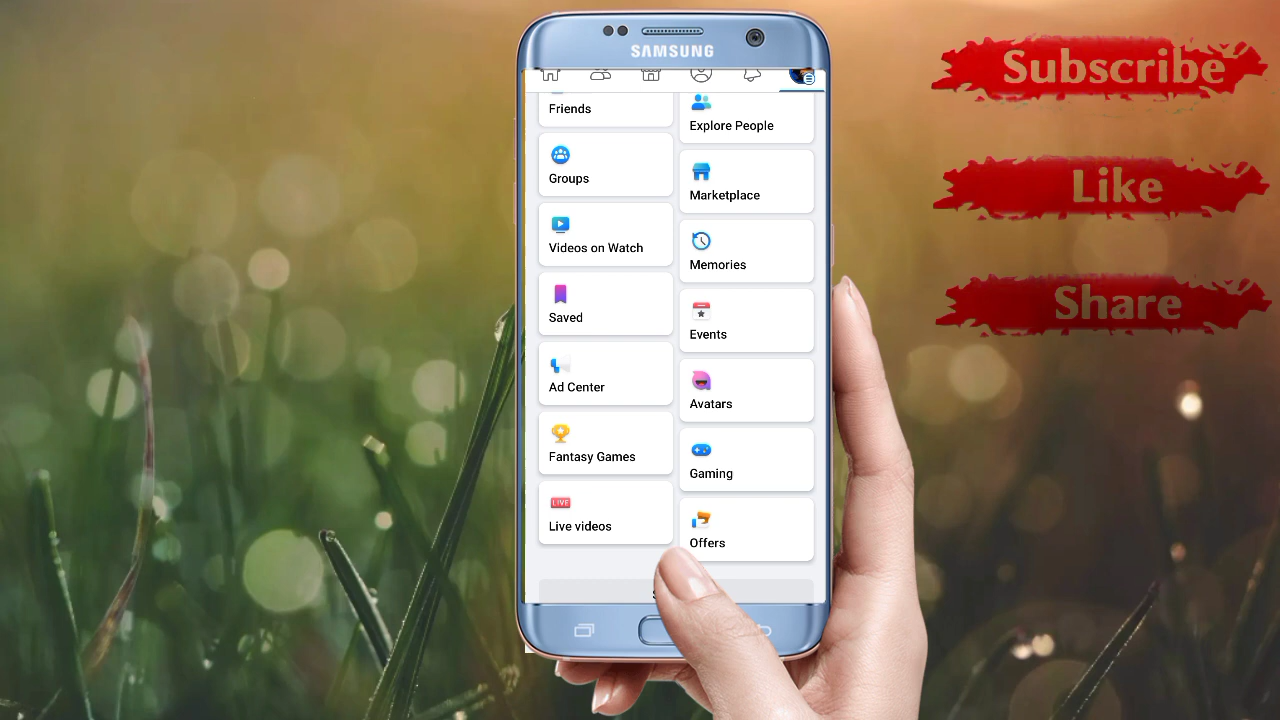 SAMSUNG
Friends
Explore People
Groups
Marketplace
Videos on Watch
Memories
Saved
Events
Ad Center
Avatars
Fantasy Games
Gaming
Live videos
LIVE
Offers
Subscribe
Like
Share